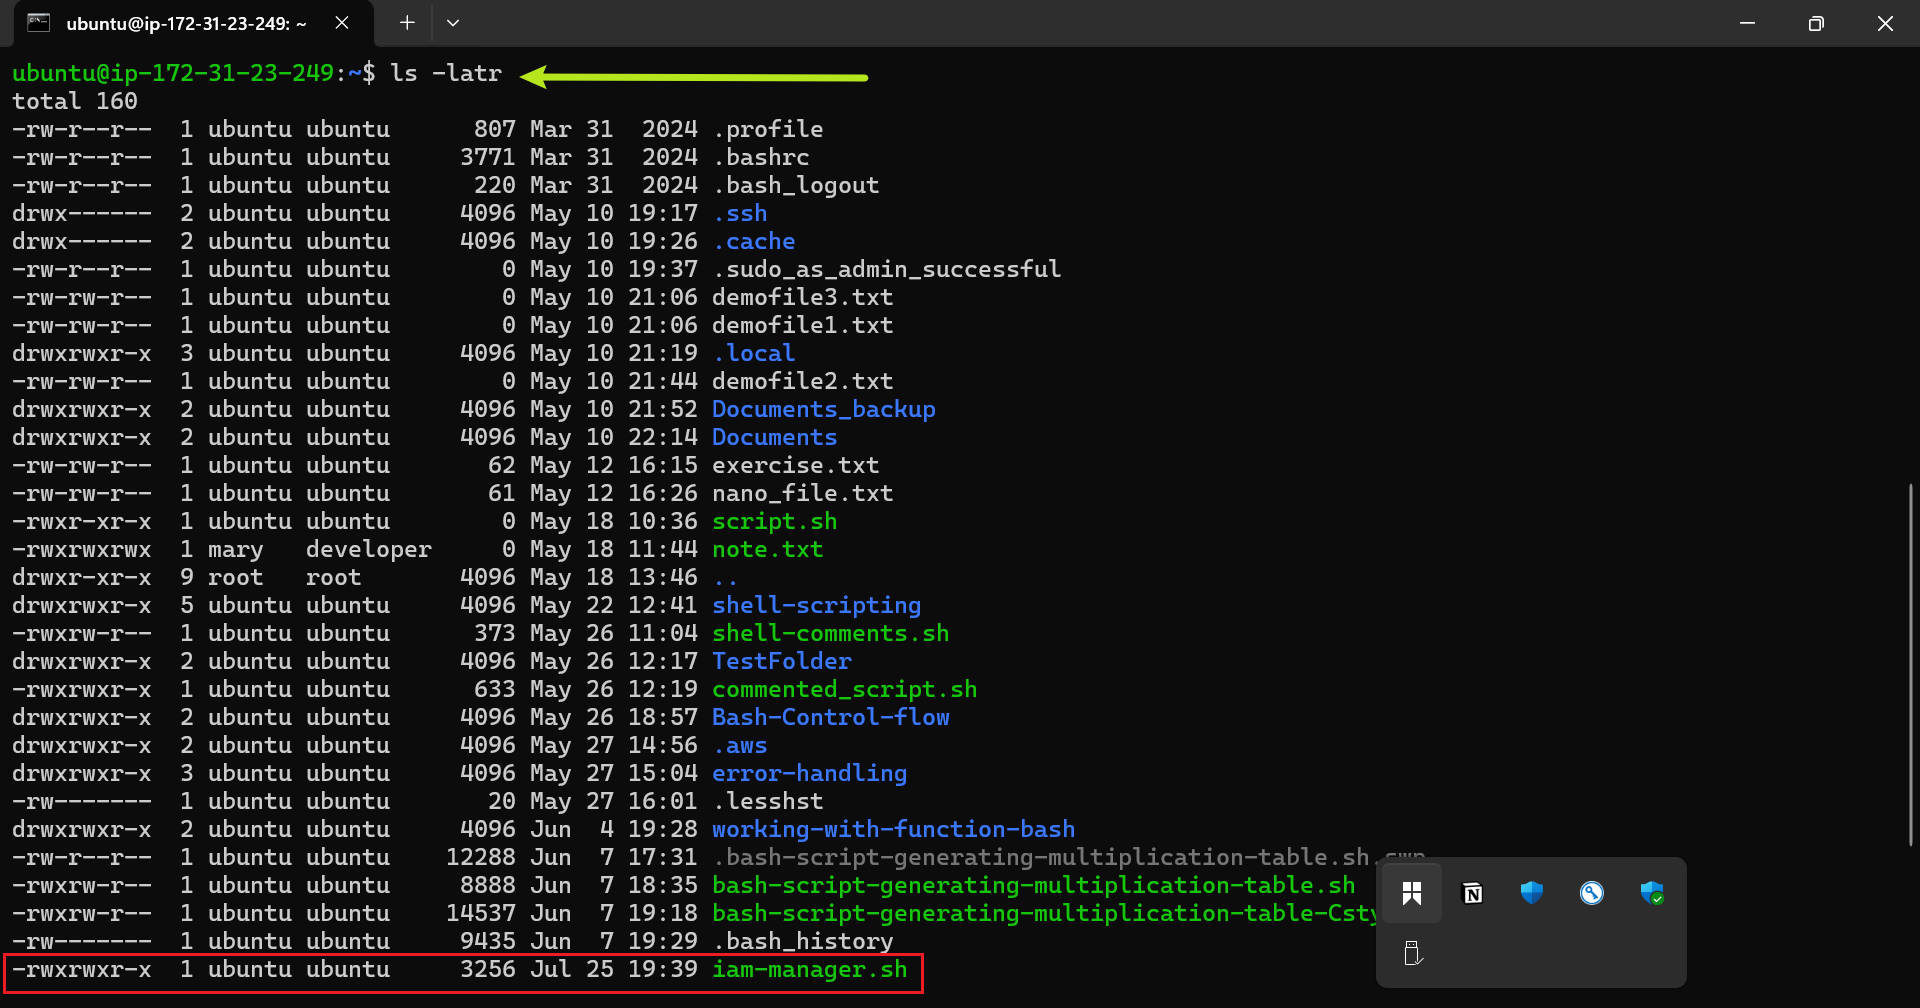 ubuntu@ip-172-31-23-249: ~
ubuntu@ip-172-31-23-249:~$ ls -latr
total 160
-rw-r--r--  1 ubuntu ubuntu      807 Mar 31  2024 .profile
-rw-r--r--  1 ubuntu ubuntu     3771 Mar 31  2024 .bashrc
-rw-r--r--  1 ubuntu ubuntu      220 Mar 31  2024 .bash_logout
drwx------  2 ubuntu ubuntu     4096 May 10 19:17 .ssh
drwx------  2 ubuntu ubuntu     4096 May 10 19:26 .cache
-rw-r--r--  1 ubuntu ubuntu        0 May 10 19:37 .sudo_as_admin_successful
-rw-rw-r--  1 ubuntu ubuntu        0 May 10 21:06 demofile3.txt
-rw-rw-r--  1 ubuntu ubuntu        0 May 10 21:06 demofile1.txt
drwxrwxr-x  3 ubuntu ubuntu     4096 May 10 21:19 .local
-rw-rw-r--  1 ubuntu ubuntu        0 May 10 21:44 demofile2.txt
drwxrwxr-x  2 ubuntu ubuntu     4096 May 10 21:52 Documents_backup
drwxrwxr-x  2 ubuntu ubuntu     4096 May 10 22:14 Documents
-rw-rw-r--  1 ubuntu ubuntu       62 May 12 16:15 exercise.txt
-rw-rw-r--  1 ubuntu ubuntu       61 May 12 16:26 nano_file.txt
-rwxr-xr-x  1 ubuntu ubuntu        0 May 18 10:36 script.sh
-rwxrwxrwx  1 mary   developer     0 May 18 11:44 note.txt
drwxr-xr-x  9 root   root       4096 May 18 13:46 ..
drwxrwxr-x  5 ubuntu ubuntu     4096 May 22 12:41 shell-scripting
-rwxrw-r--  1 ubuntu ubuntu      373 May 26 11:04 shell-comments.sh
drwxrwxr-x  2 ubuntu ubuntu     4096 May 26 12:17 TestFolder
-rwxrwxr-x  1 ubuntu ubuntu      633 May 26 12:19 commented_script.sh
drwxrwxr-x  2 ubuntu ubuntu     4096 May 26 18:57 Bash-Control-flow
drwxrwxr-x  2 ubuntu ubuntu     4096 May 27 14:56 .aws
drwxrwxr-x  3 ubuntu ubuntu     4096 May 27 15:04 error-handling
-rw-------  1 ubuntu ubuntu       20 May 27 16:01 .lesshst
drwxrwxr-x  2 ubuntu ubuntu     4096 Jun  4 19:28 working-with-function-bash
-rw-r--r--  1 ubuntu ubuntu    12288 Jun  7 17:31 .bash-script-generating-multiplication-table.sh.swp
-rwxrw-r--  1 ubuntu ubuntu     8888 Jun  7 18:35 bash-script-generating-multiplication-table.sh
-rwxrw-r--  1 ubuntu ubuntu    14537 Jun  7 19:18 bash-script-generating-multiplication-table-Csty
-rw-------  1 ubuntu ubuntu     9435 Jun  7 19:29 .bash_history
-rwxrwxr-x  1 ubuntu ubuntu     3256 Jul 25 19:39 iam-manager.sh